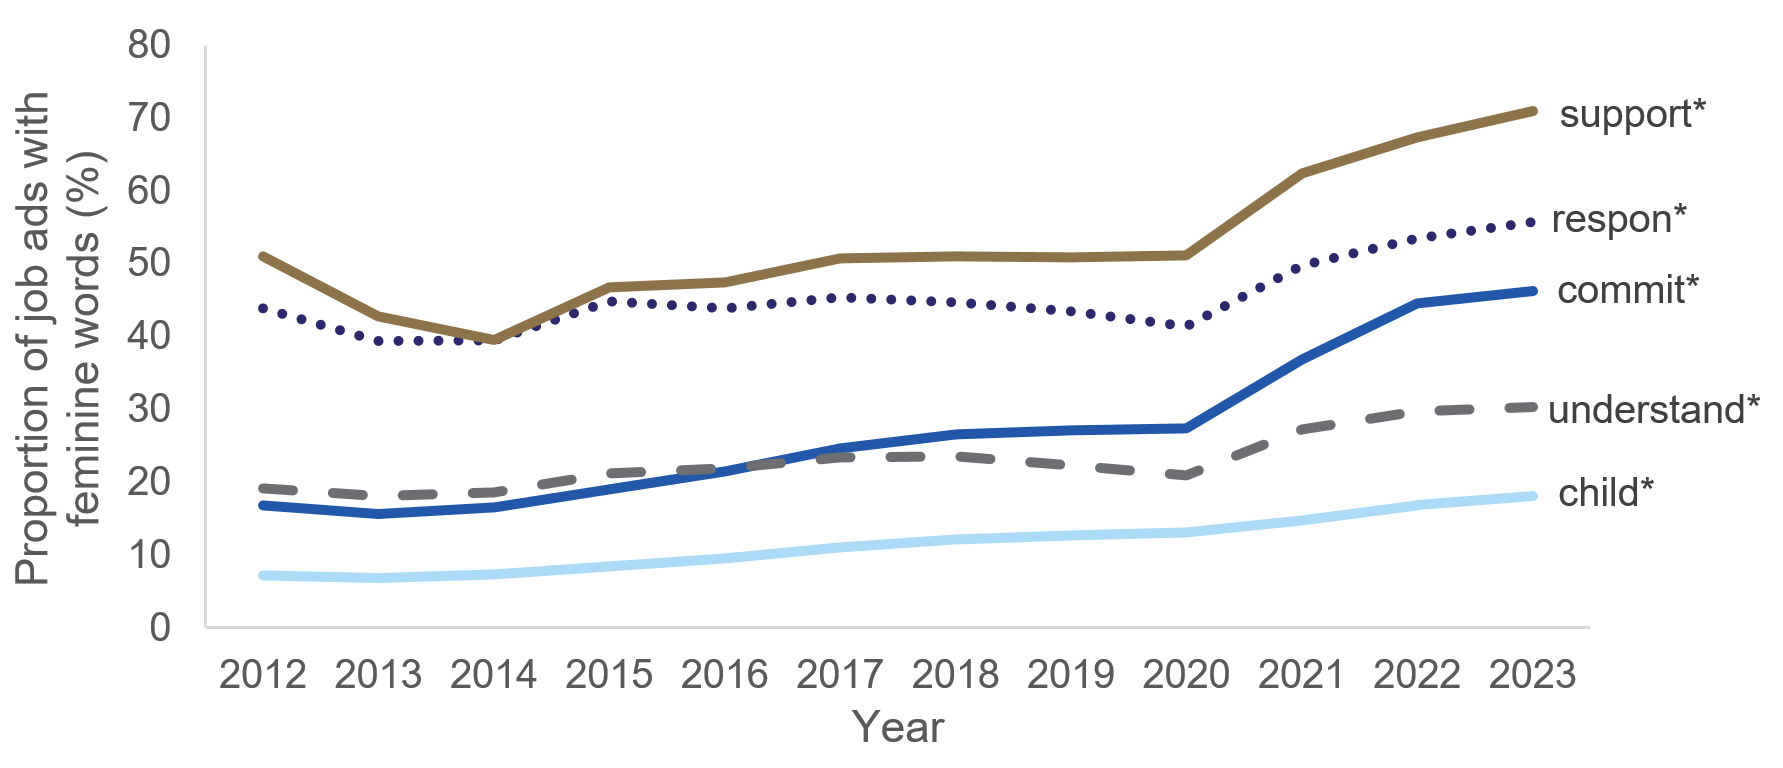 Proportion of job ads with
feminine words (%)
80
70
60
50
40
30
20
10
0
support*
respon*
commit*
understand*
child*
2012 2013 2014 2015 2016 2017 2018 2019 2020 2021 2022 2023
Year